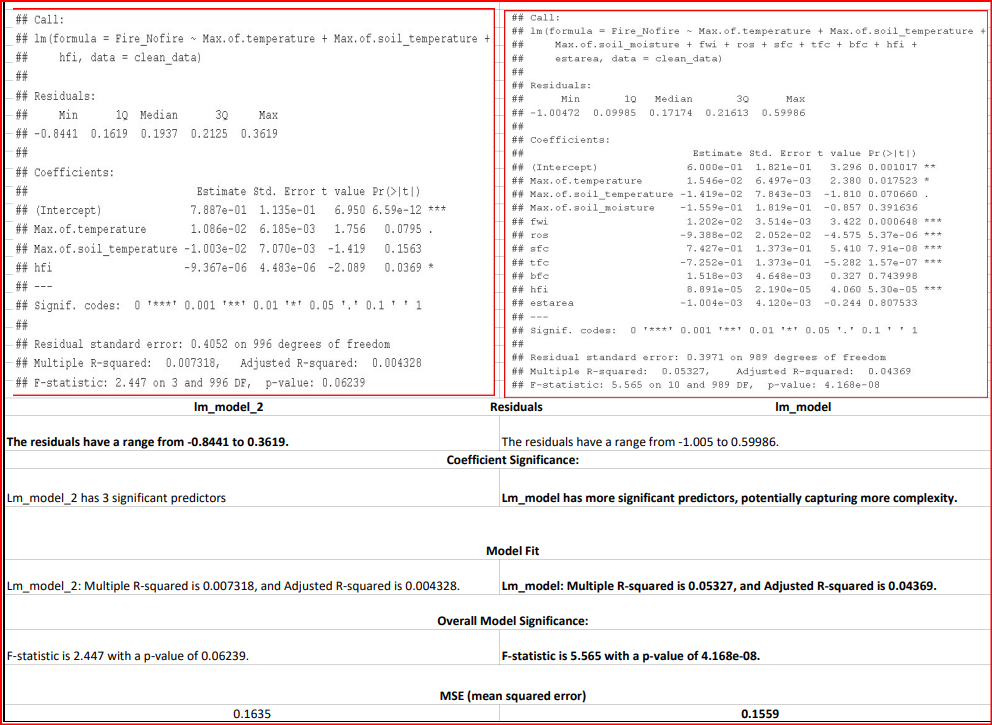 ## Call:
## lm(formula = Fire_Nofire ~ Max.of.temperature + Max.of.soil_temperature +
##     hfi, data = clean_data)
##
## Residuals:
##     Min      1Q  Median      3Q     Max
## -0.8441  0.1619  0.1937  0.2125  0.3619
##
## Coefficients:
##                           Estimate Std. Error t value Pr(>|t|)
## (Intercept)              7.887e-01  1.135e-01   6.950 6.59e-12 ***
## Max.of.temperature       1.086e-02  6.185e-03   1.756   0.0795 .
## Max.of.soil_temperature -1.003e-02  7.070e-03  -1.419   0.1563
## hfi                     -9.367e-06  4.483e-06  -2.089   0.0369 *
## ---
## Signif. codes:  0 '***' 0.001 '**' 0.01 '*' 0.05 '.' 0.1 ' ' 1
##
## Residual standard error: 0.4052 on 996 degrees of freedom
## Multiple R-squared:  0.007318,   Adjusted R-squared:  0.004328
## F-statistic: 2.447 on 3 and 996 DF,  p-value: 0.06239
## Call:
## lm(formula = Fire_Nofire ~ Max.of.temperature + Max.of.soil_temperature +
##     Max.of.soil_moisture + fwi + ros + sfc + tfc + bfc + hfi +
##     estarea, data = clean_data)
##
## Residuals:
##      Min       1Q   Median       3Q      Max
## -1.00472  0.09985  0.17174  0.21613  0.59986
##
## Coefficients:
##                           Estimate Std. Error t value Pr(>|t|)
## (Intercept)              6.000e-01  1.821e-01   3.296 0.001017 **
## Max.of.temperature       1.546e-02  6.497e-03   2.380 0.017523 *
## Max.of.soil_temperature -1.419e-02  7.843e-03  -1.810 0.070660 .
## Max.of.soil_moisture    -1.559e-01  1.819e-01  -0.857 0.391636
## fwi                      1.202e-02  3.514e-03   3.422 0.000648 ***
## ros                     -9.388e-02  2.052e-02  -4.575 5.37e-06 ***
## sfc                      7.427e-01  1.373e-01   5.410 7.91e-08 ***
## tfc                     -7.252e-01  1.373e-01  -5.282 1.57e-07 ***
## bfc                      1.518e-03  4.648e-03   0.327 0.743998
## hfi                      8.891e-05  2.190e-05   4.060 5.30e-05 ***
## estarea                 -1.004e-03  4.120e-03  -0.244 0.807533
## ---
## Signif. codes:  0 '***' 0.001 '**' 0.01 '*' 0.05 '.' 0.1 ' ' 1
##
## Residual standard error: 0.3971 on 989 degrees of freedom
## Multiple R-squared:  0.05327,    Adjusted R-squared:  0.04369
## F-statistic: 5.565 on 10 and 989 DF,  p-value: 4.168e-08
lm_model_2 Residuals lm_model
The residuals have a range from -0.8441 to 0.3619. The residuals have a range from -1.005 to 0.59986.
Coefficient Significance:
Lm_model_2 has 3 significant predictors Lm_model has more significant predictors, potentially capturing more complexity.
Model Fit
Lm_model_2: Multiple R-squared is 0.007318, and Adjusted R-squared is 0.004328. Lm_model: Multiple R-squared is 0.05327, and Adjusted R-squared is 0.04369.
Overall Model Significance:
F-statistic is 2.447 with a p-value of 0.06239. F-statistic is 5.565 with a p-value of 4.168e-08.
MSE (mean squared error)
0.1635 0.1559